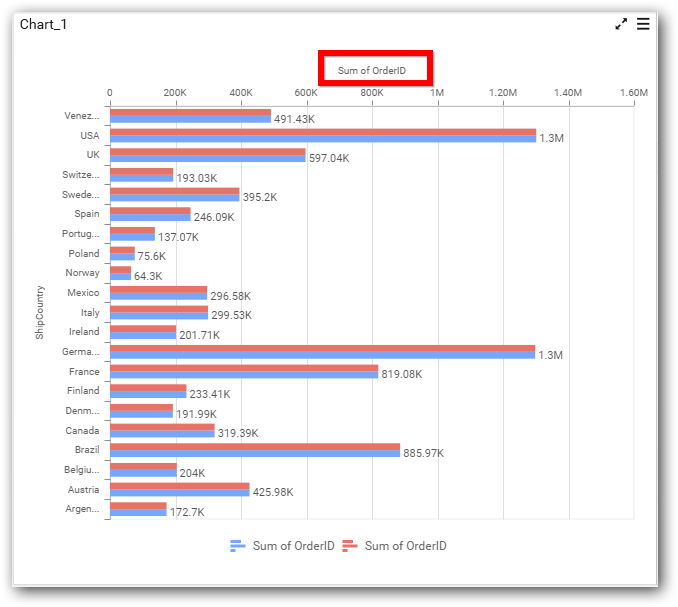 Chart_1
Sum of OrderID
0 200K 400K 600K 800K 1M 1.20M 1.40M 1.60M
ShipCountry
Venez... 491.43K
USA 1.3M
UK 597.04K
Switze... 193.03K
Swede... 395.2K
Spain 246.09K
Portug... 137.07K
Poland 75.6K
Norway 64.3K
Mexico 296.58K
Italy 299.53K
Ireland 201.71K
Germa... 1.3M
France 819.08K
Finland 233.41K
Denm... 191.99K
Canada 319.39K
Brazil 885.97K
Belgiu... 204K
Austria 425.98K
Argen... 172.7K
Sum of OrderID Sum of OrderID